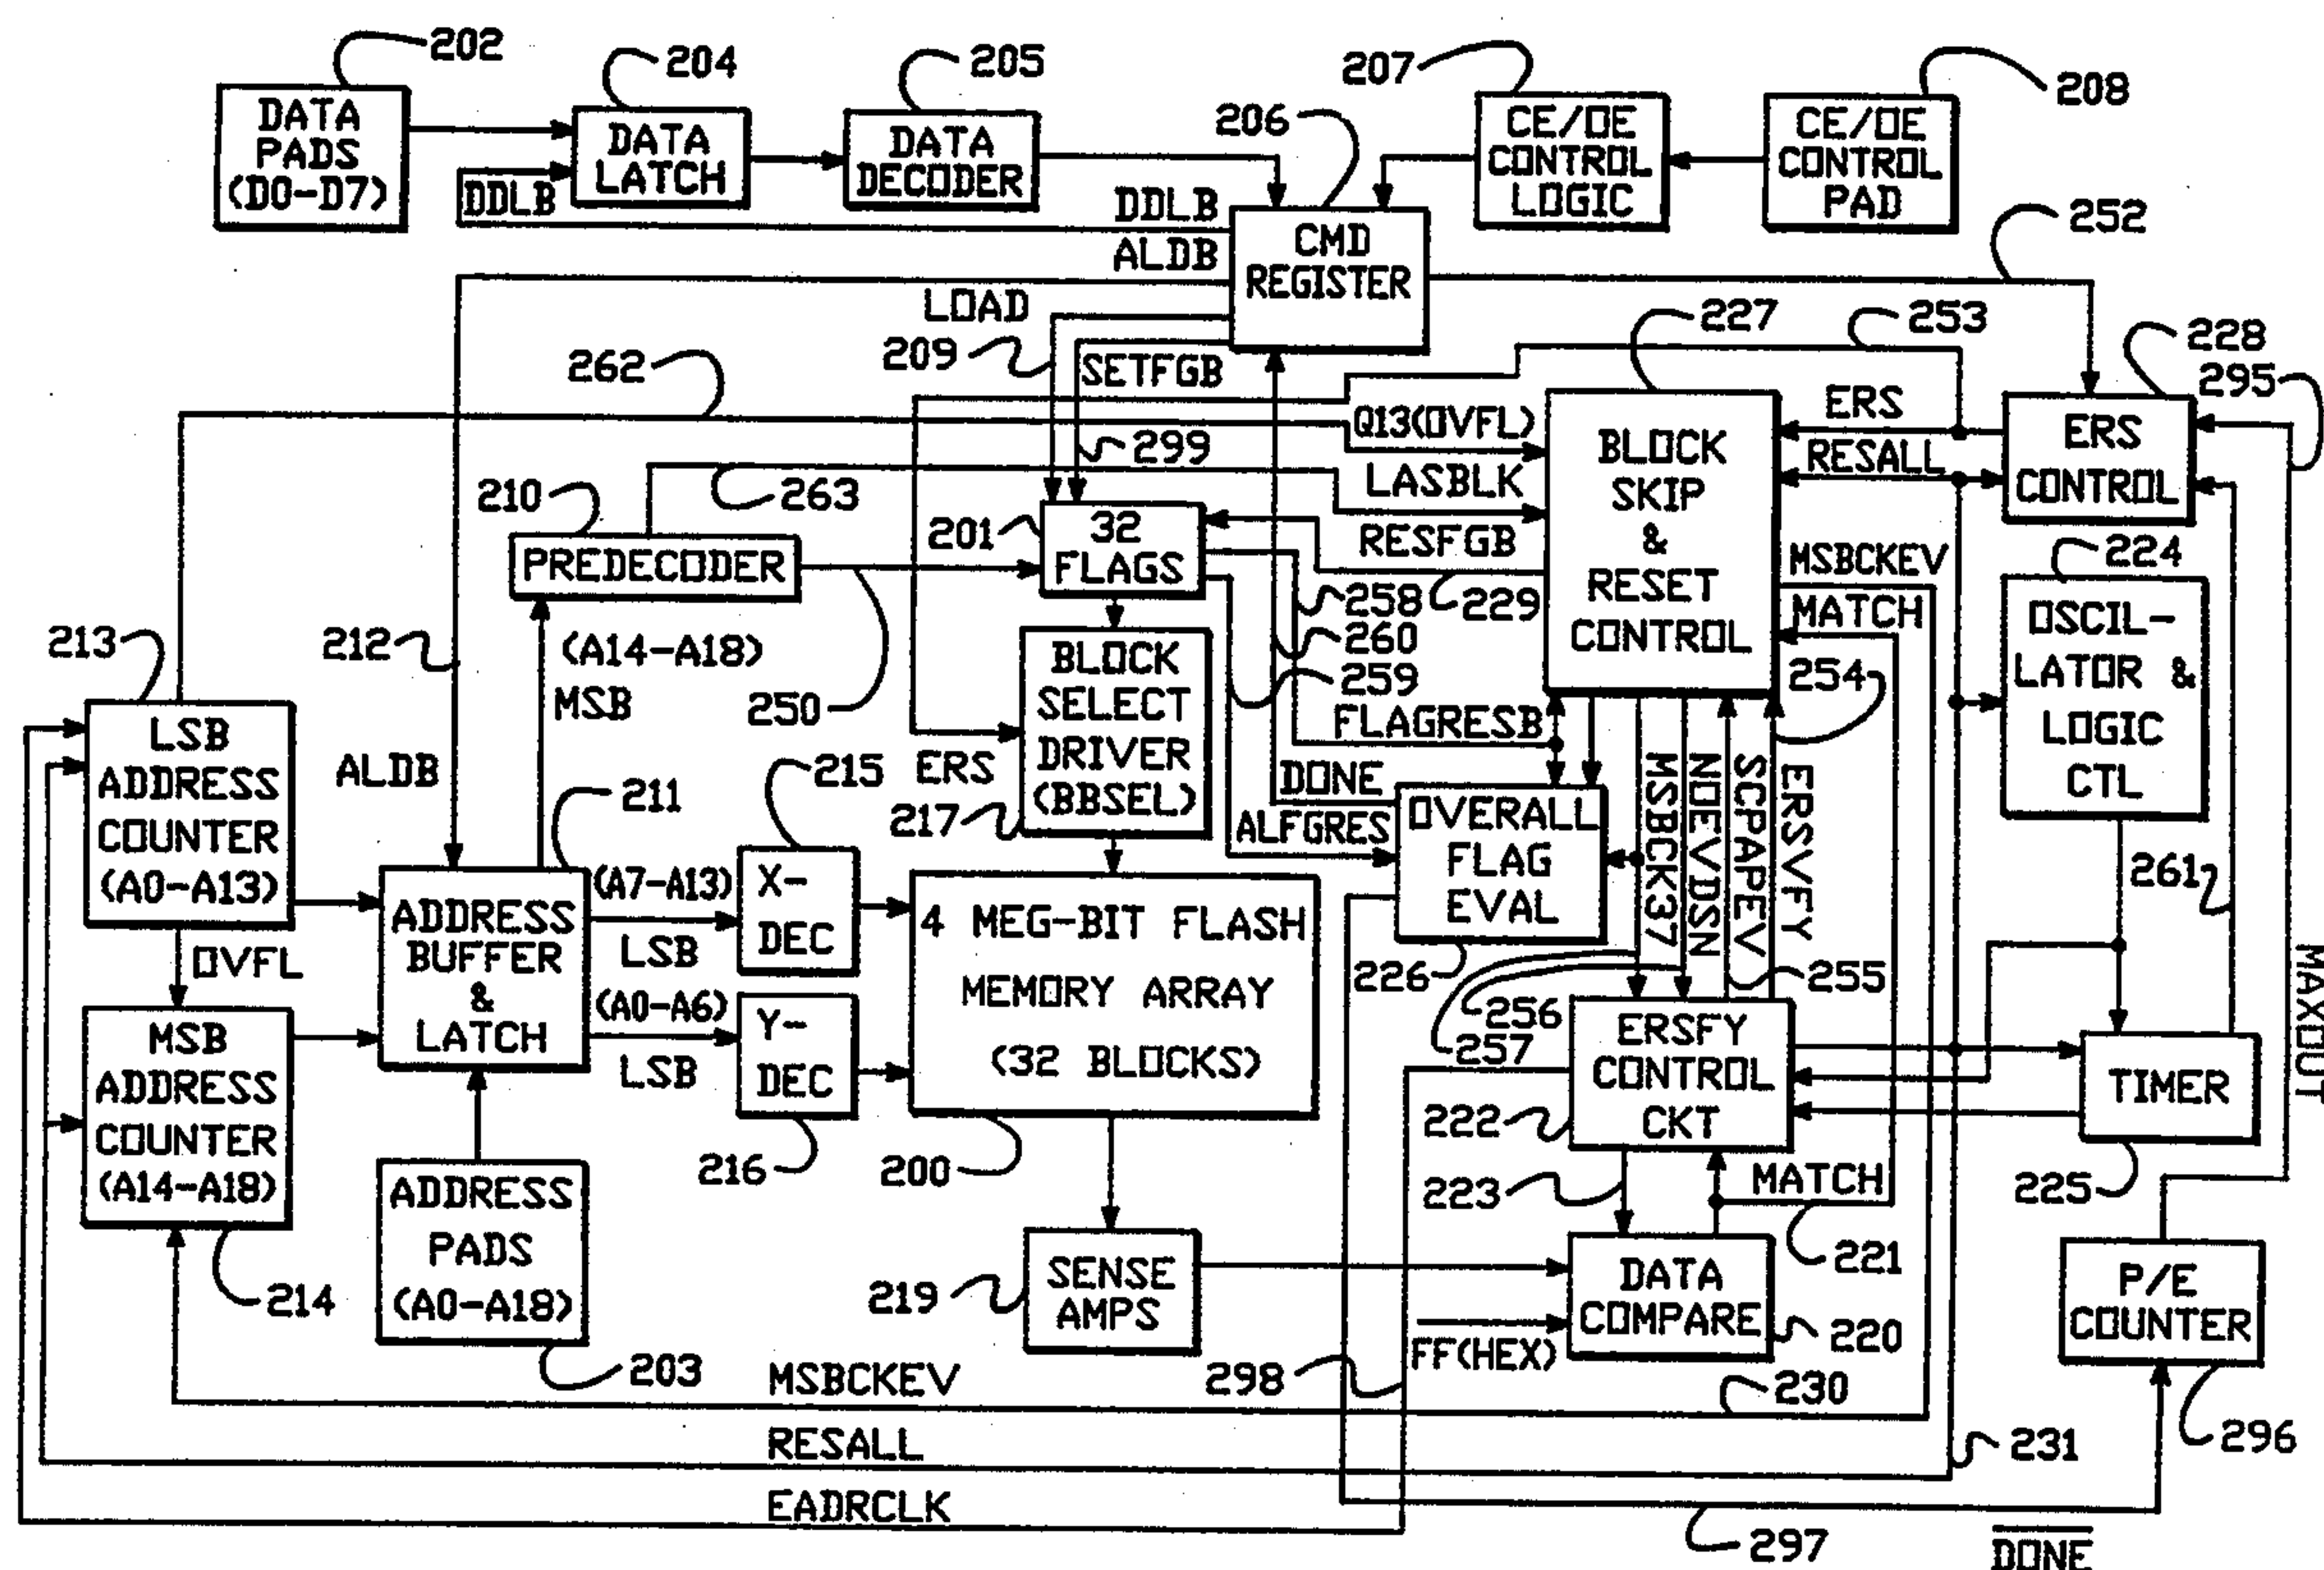 202
204
205
207
208
206
DATA
PADS
(D0-D7)
DATA
LATCH
DATA
DECODER
CE/OE
CONTROL
LOGIC
CE/OE
CONTROL
PAD
DDLB
DDLB
ALDB
LOAD
CMD
REGISTER
252
262
209
SETFGB
227
253
228
295
299
Q13(OVFL)
LASBLK
ERS
RESALL
ERS
CONTROL
210
263
201
PREDECODER
32
FLAGS
RESFGB
BLOCK
SKIP
&
RESET
CONTROL
MSBCKEV
MATCH
224
258
229
260
259
254
213
212
(A14-A18)
MSB
250
BLOCK
SELECT
DRIVER
(BBSEL)
FLAGRESB
OSCIL-
LATOR &
LOGIC
CTL
LSB
ADDRESS
COUNTER
(A0-A13)
ALDB
211
215
ERS
217
DONE
ALFGRES
OVERALL
FLAG
EVAL
MSBCK37
NOEVDSN
SCPAPEV
ERSVFY
261
MAXOUT
OVFL
ADDRESS
BUFFER
&
LATCH
(A7-A13)
LSB
(A0-A6)
LSB
X-
DEC
Y-
DEC
4 MEG-BIT FLASH
MEMORY ARRAY
(32 BLOCKS)
226
256
257
255
MSB
ADDRESS
COUNTER
(A14-A18)
ERSFY
CONTROL
CKT
TIMER
216
200
222
225
ADDRESS
PADS
(A0-A18)
223
MATCH
221
214
203
219
SENSE
AMPS
DATA
COMPARE
220
FF(HEX)
P/E
COUNTER
298
296
MSBCKEV
230
RESALL
231
EADRCLK
297
DONE